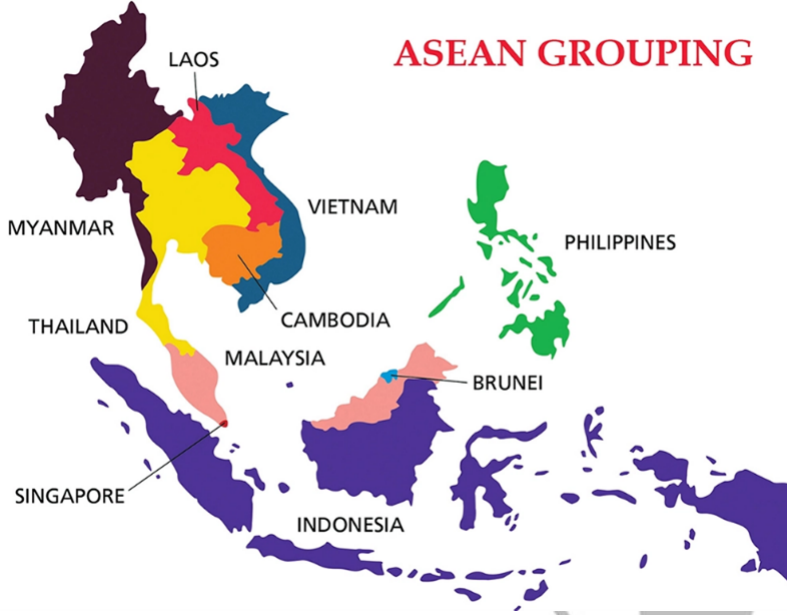 ASEAN GROUPING
LAOS
VIETNAM
MYANMAR
PHILIPPINES
CAMBODIA
THAILAND
MALAYSIA
BRUNEI
SINGAPORE
INDONESIA